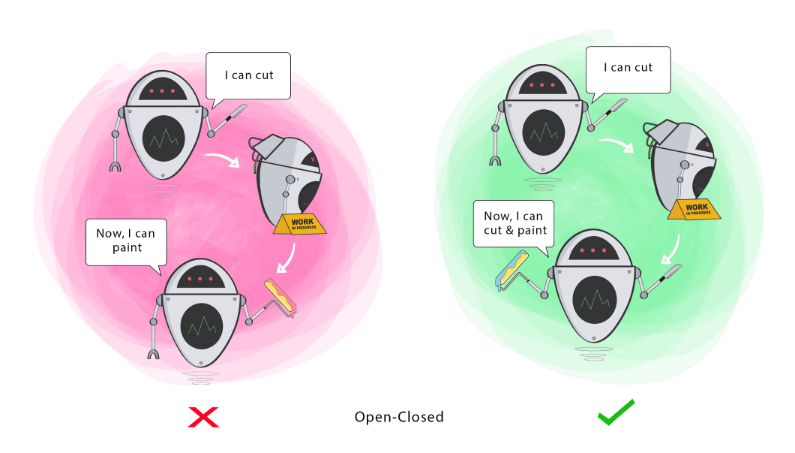 I can cut
WORK
IN PROGRESS
Now, I can
paint
I can cut
WORK
IN PROGRESS
Now, I can
cut & paint
Open-Closed